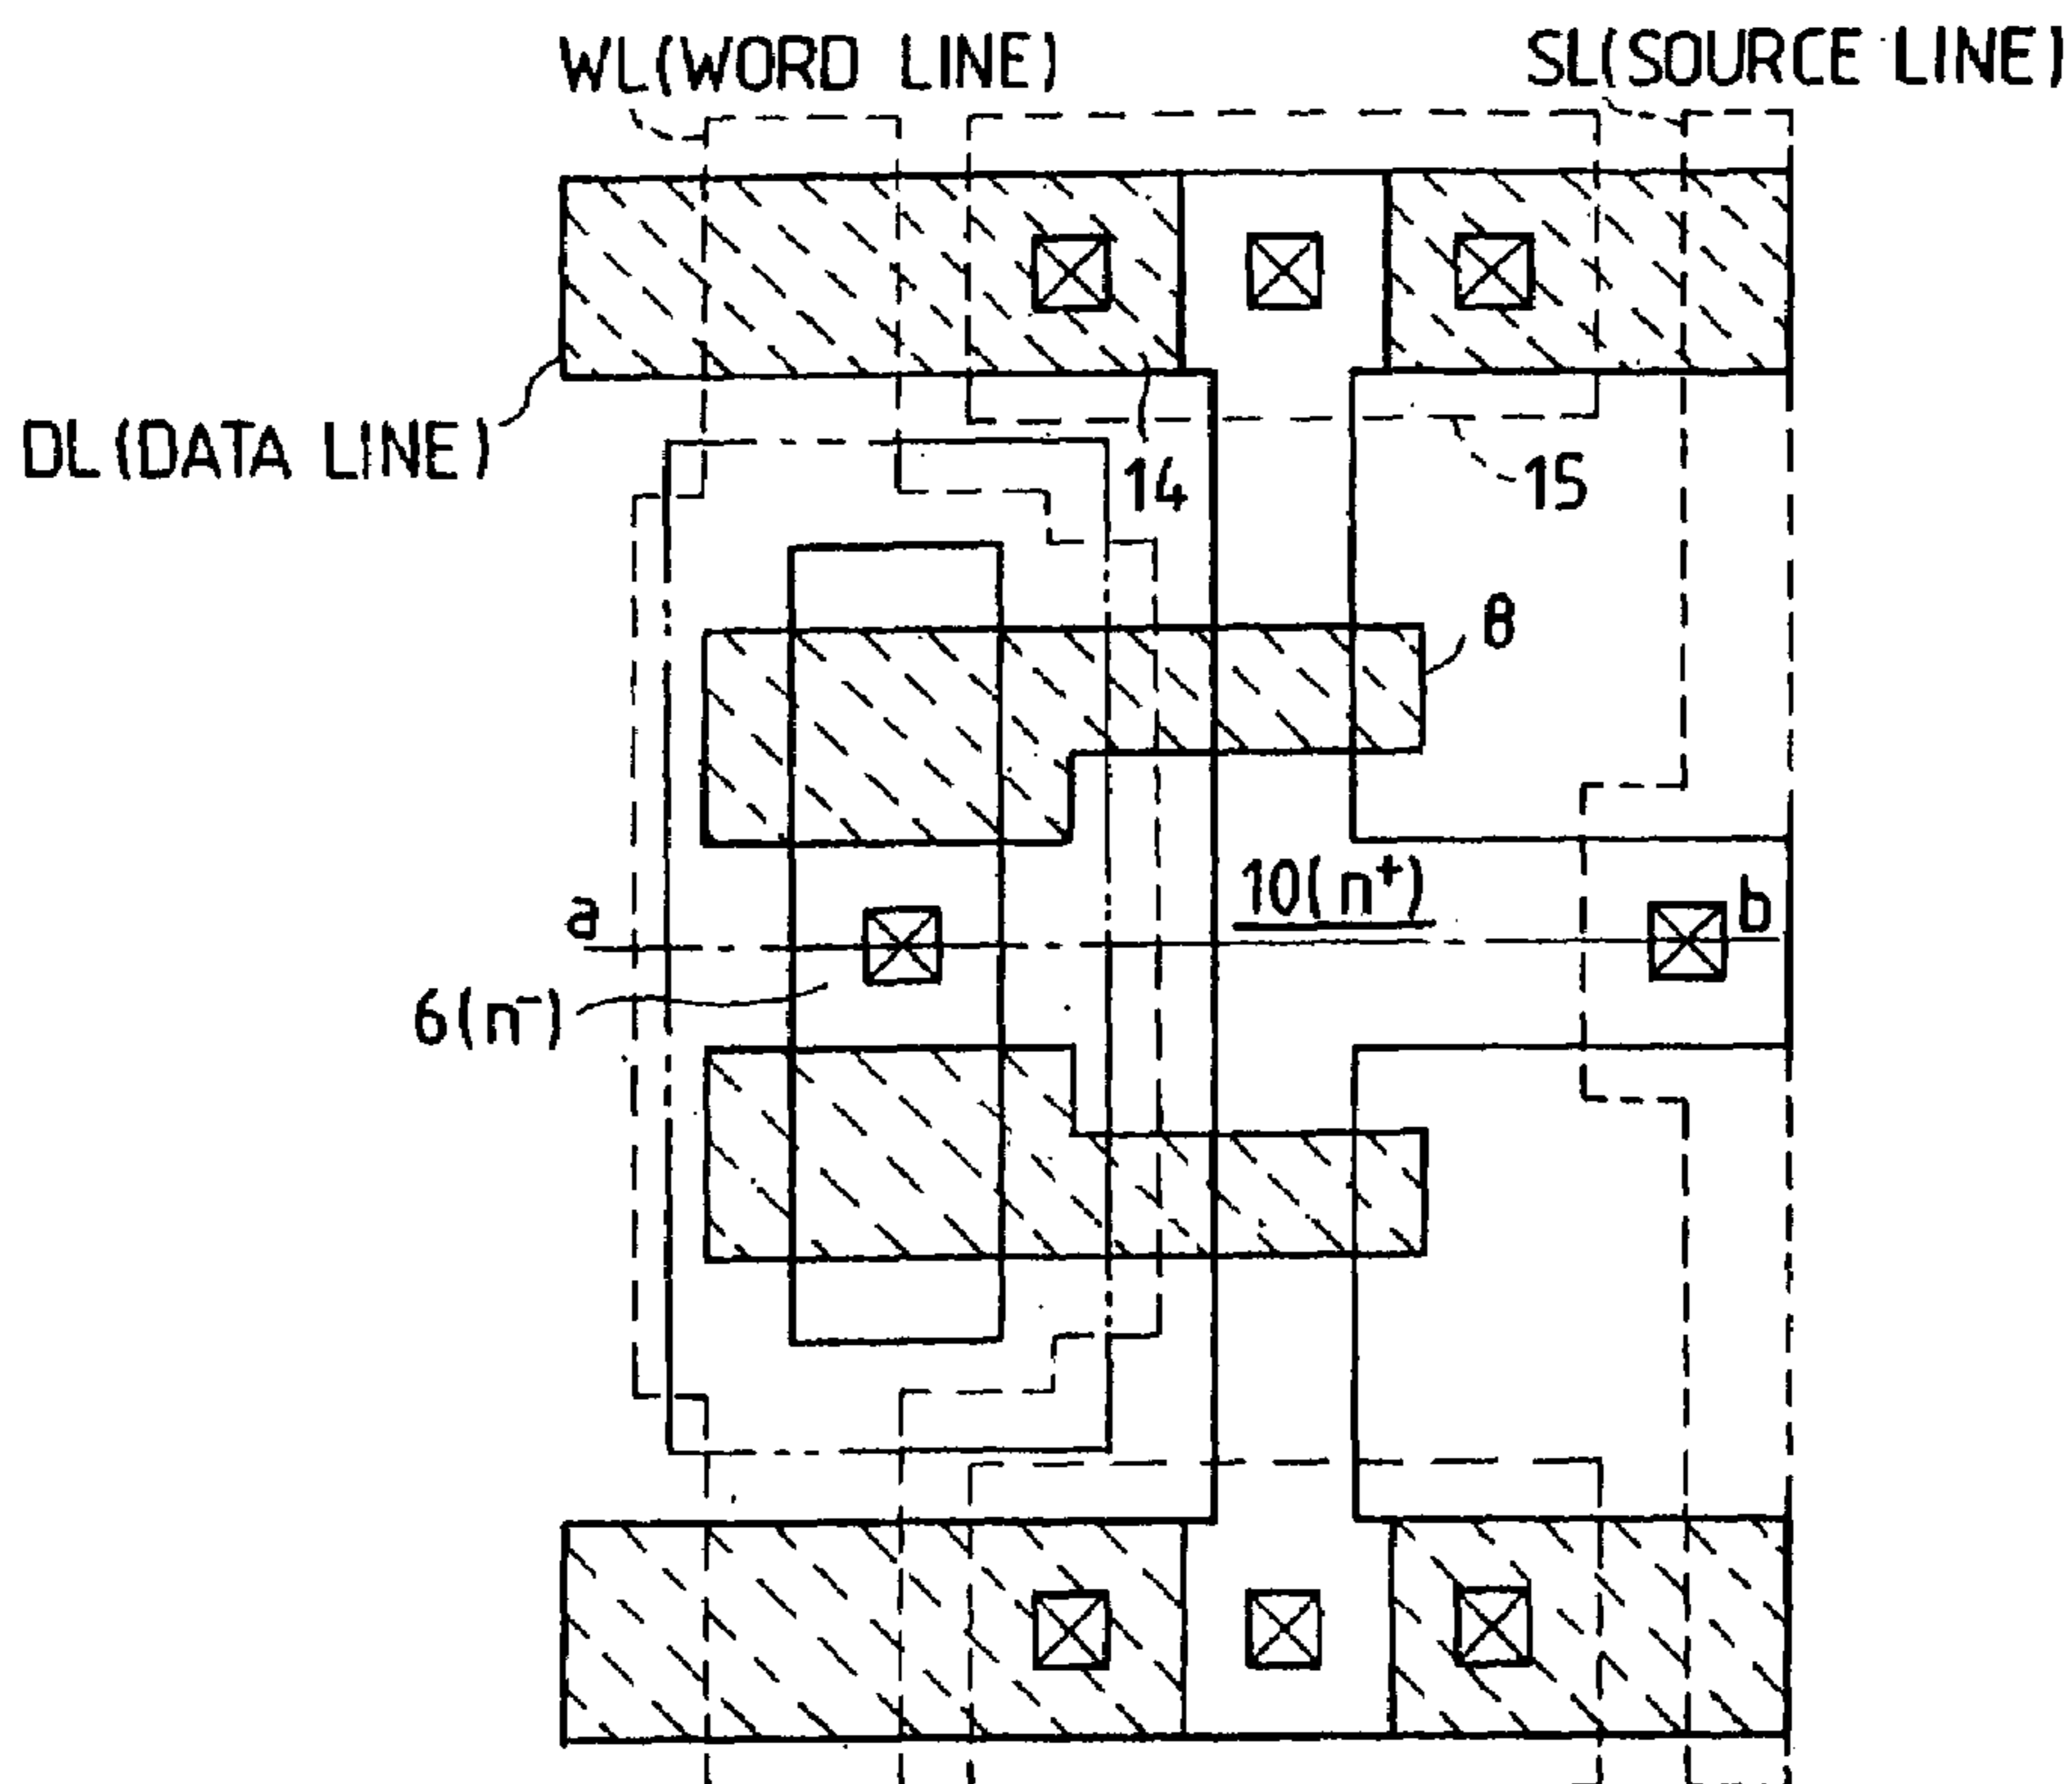 WL(WORD LINE)
SL(SOURCE LINE)
DL(DATA LINE)
14
15
8
10(n⁺)
a
b
6(n⁻)